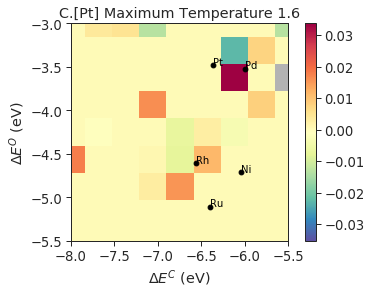 C.[Pt] Maximum Temperature 1.6
−3.0
−3.5
−4.0
−4.5
−5.0
−5.5
ΔE^O (eV)
Pt
Pd
Rh
Ni
Ru
0.03
0.02
0.01
0.00
−0.01
−0.02
−0.03
−8.0 −7.5 −7.0 −6.5 −6.0 −5.5
ΔE^C (eV)